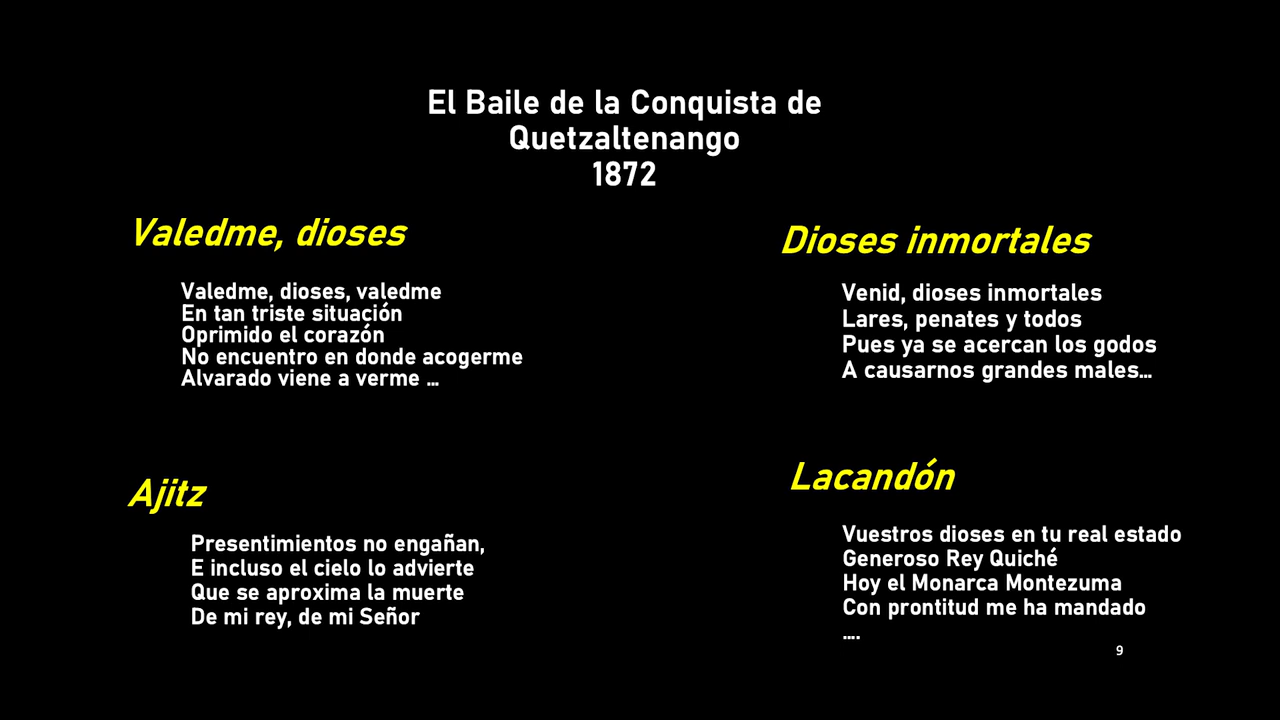 El Baile de la Conquista de
Quetzaltenango
1872
Valedme, dioses
Valedme, dioses, valedme
En tan triste situación
Oprimido el corazón
No encuentro en donde acogerme
Alvarado viene a verme ...
Dioses inmortales
Venid, dioses inmortales
Lares, penates y todos
Pues ya se acercan los godos
A causarnos grandes males...
Ajitz
Presentimientos no engañan,
E incluso el cielo lo advierte
Que se aproxima la muerte
De mi rey, de mi Señor
Lacandón
Vuestros dioses en tu real estado
Generoso Rey Quiché
Hoy el Monarca Montezuma
Con prontitud me ha mandado
....
9